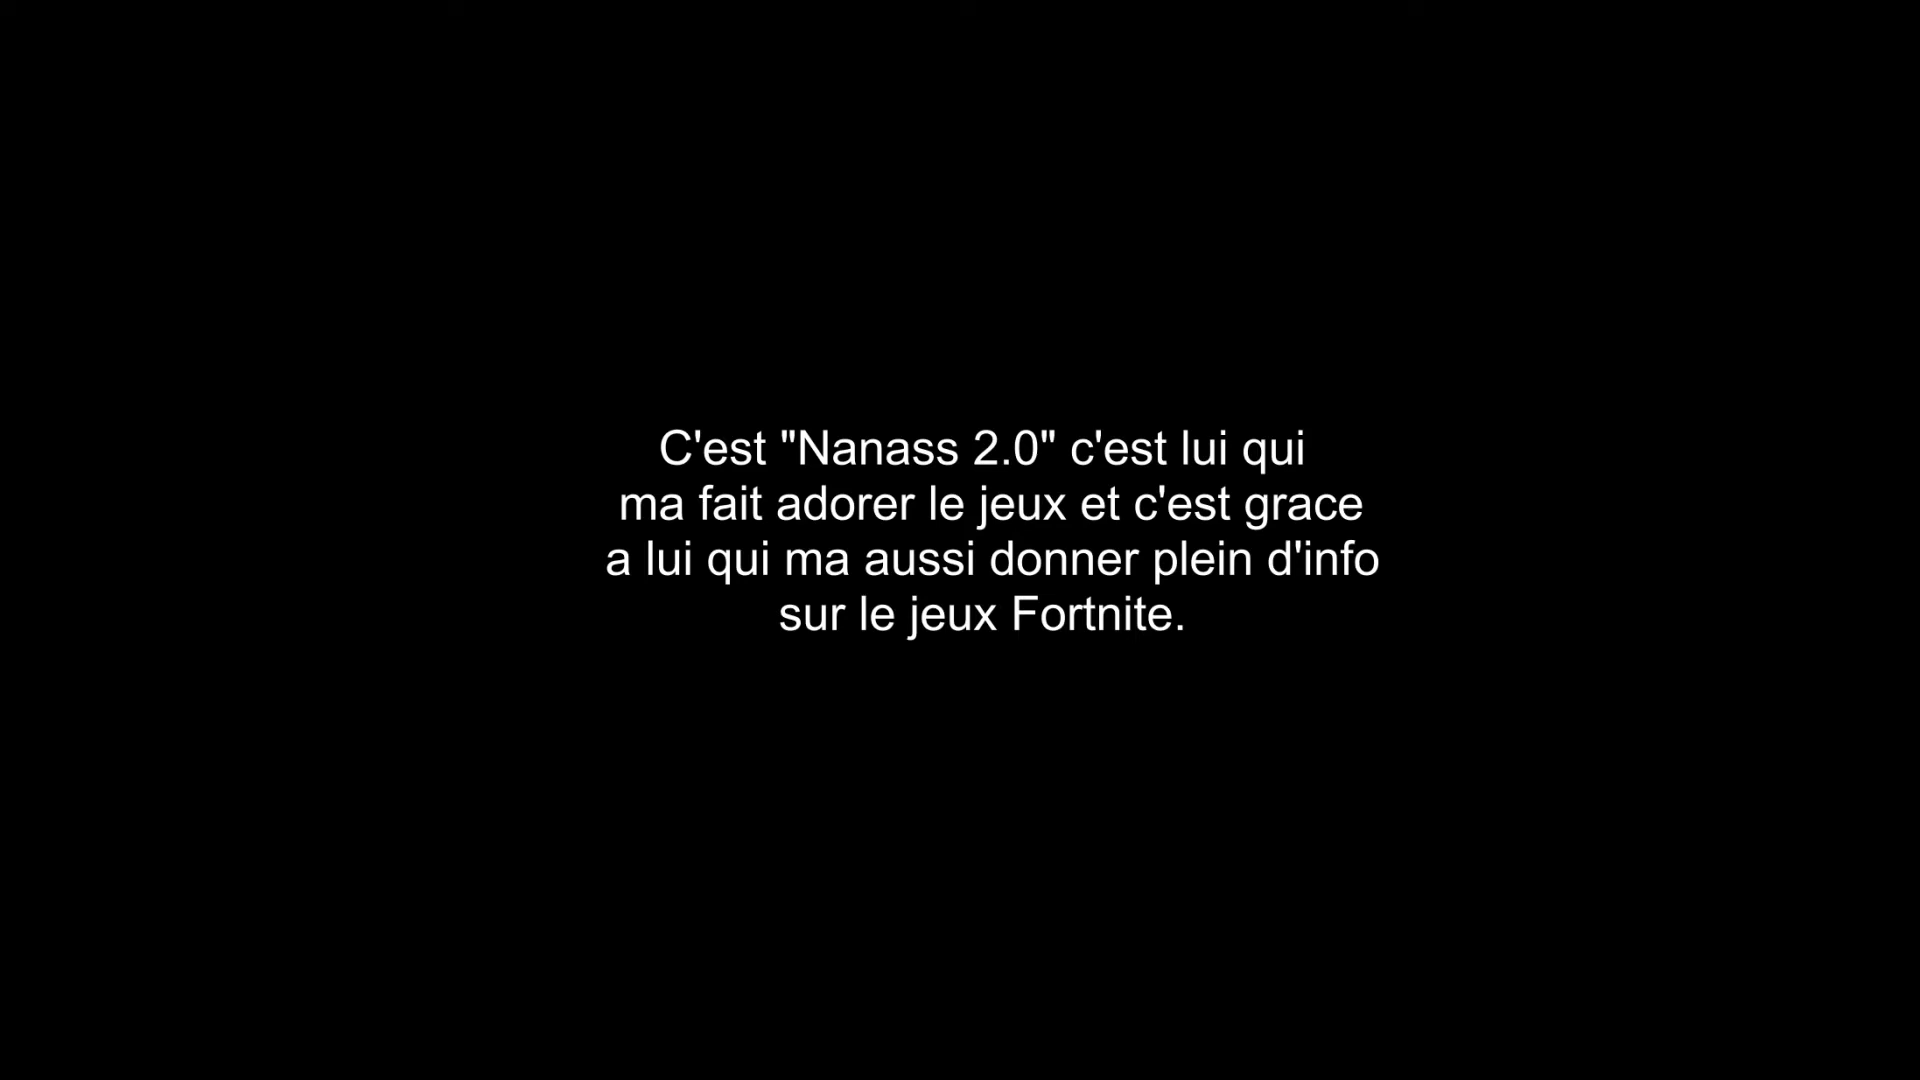 C'est "Nanass 2.0" c'est lui qui
ma fait adorer le jeux et c'est grace
a lui qui ma aussi donner plein d'info
sur le jeux Fortnite.